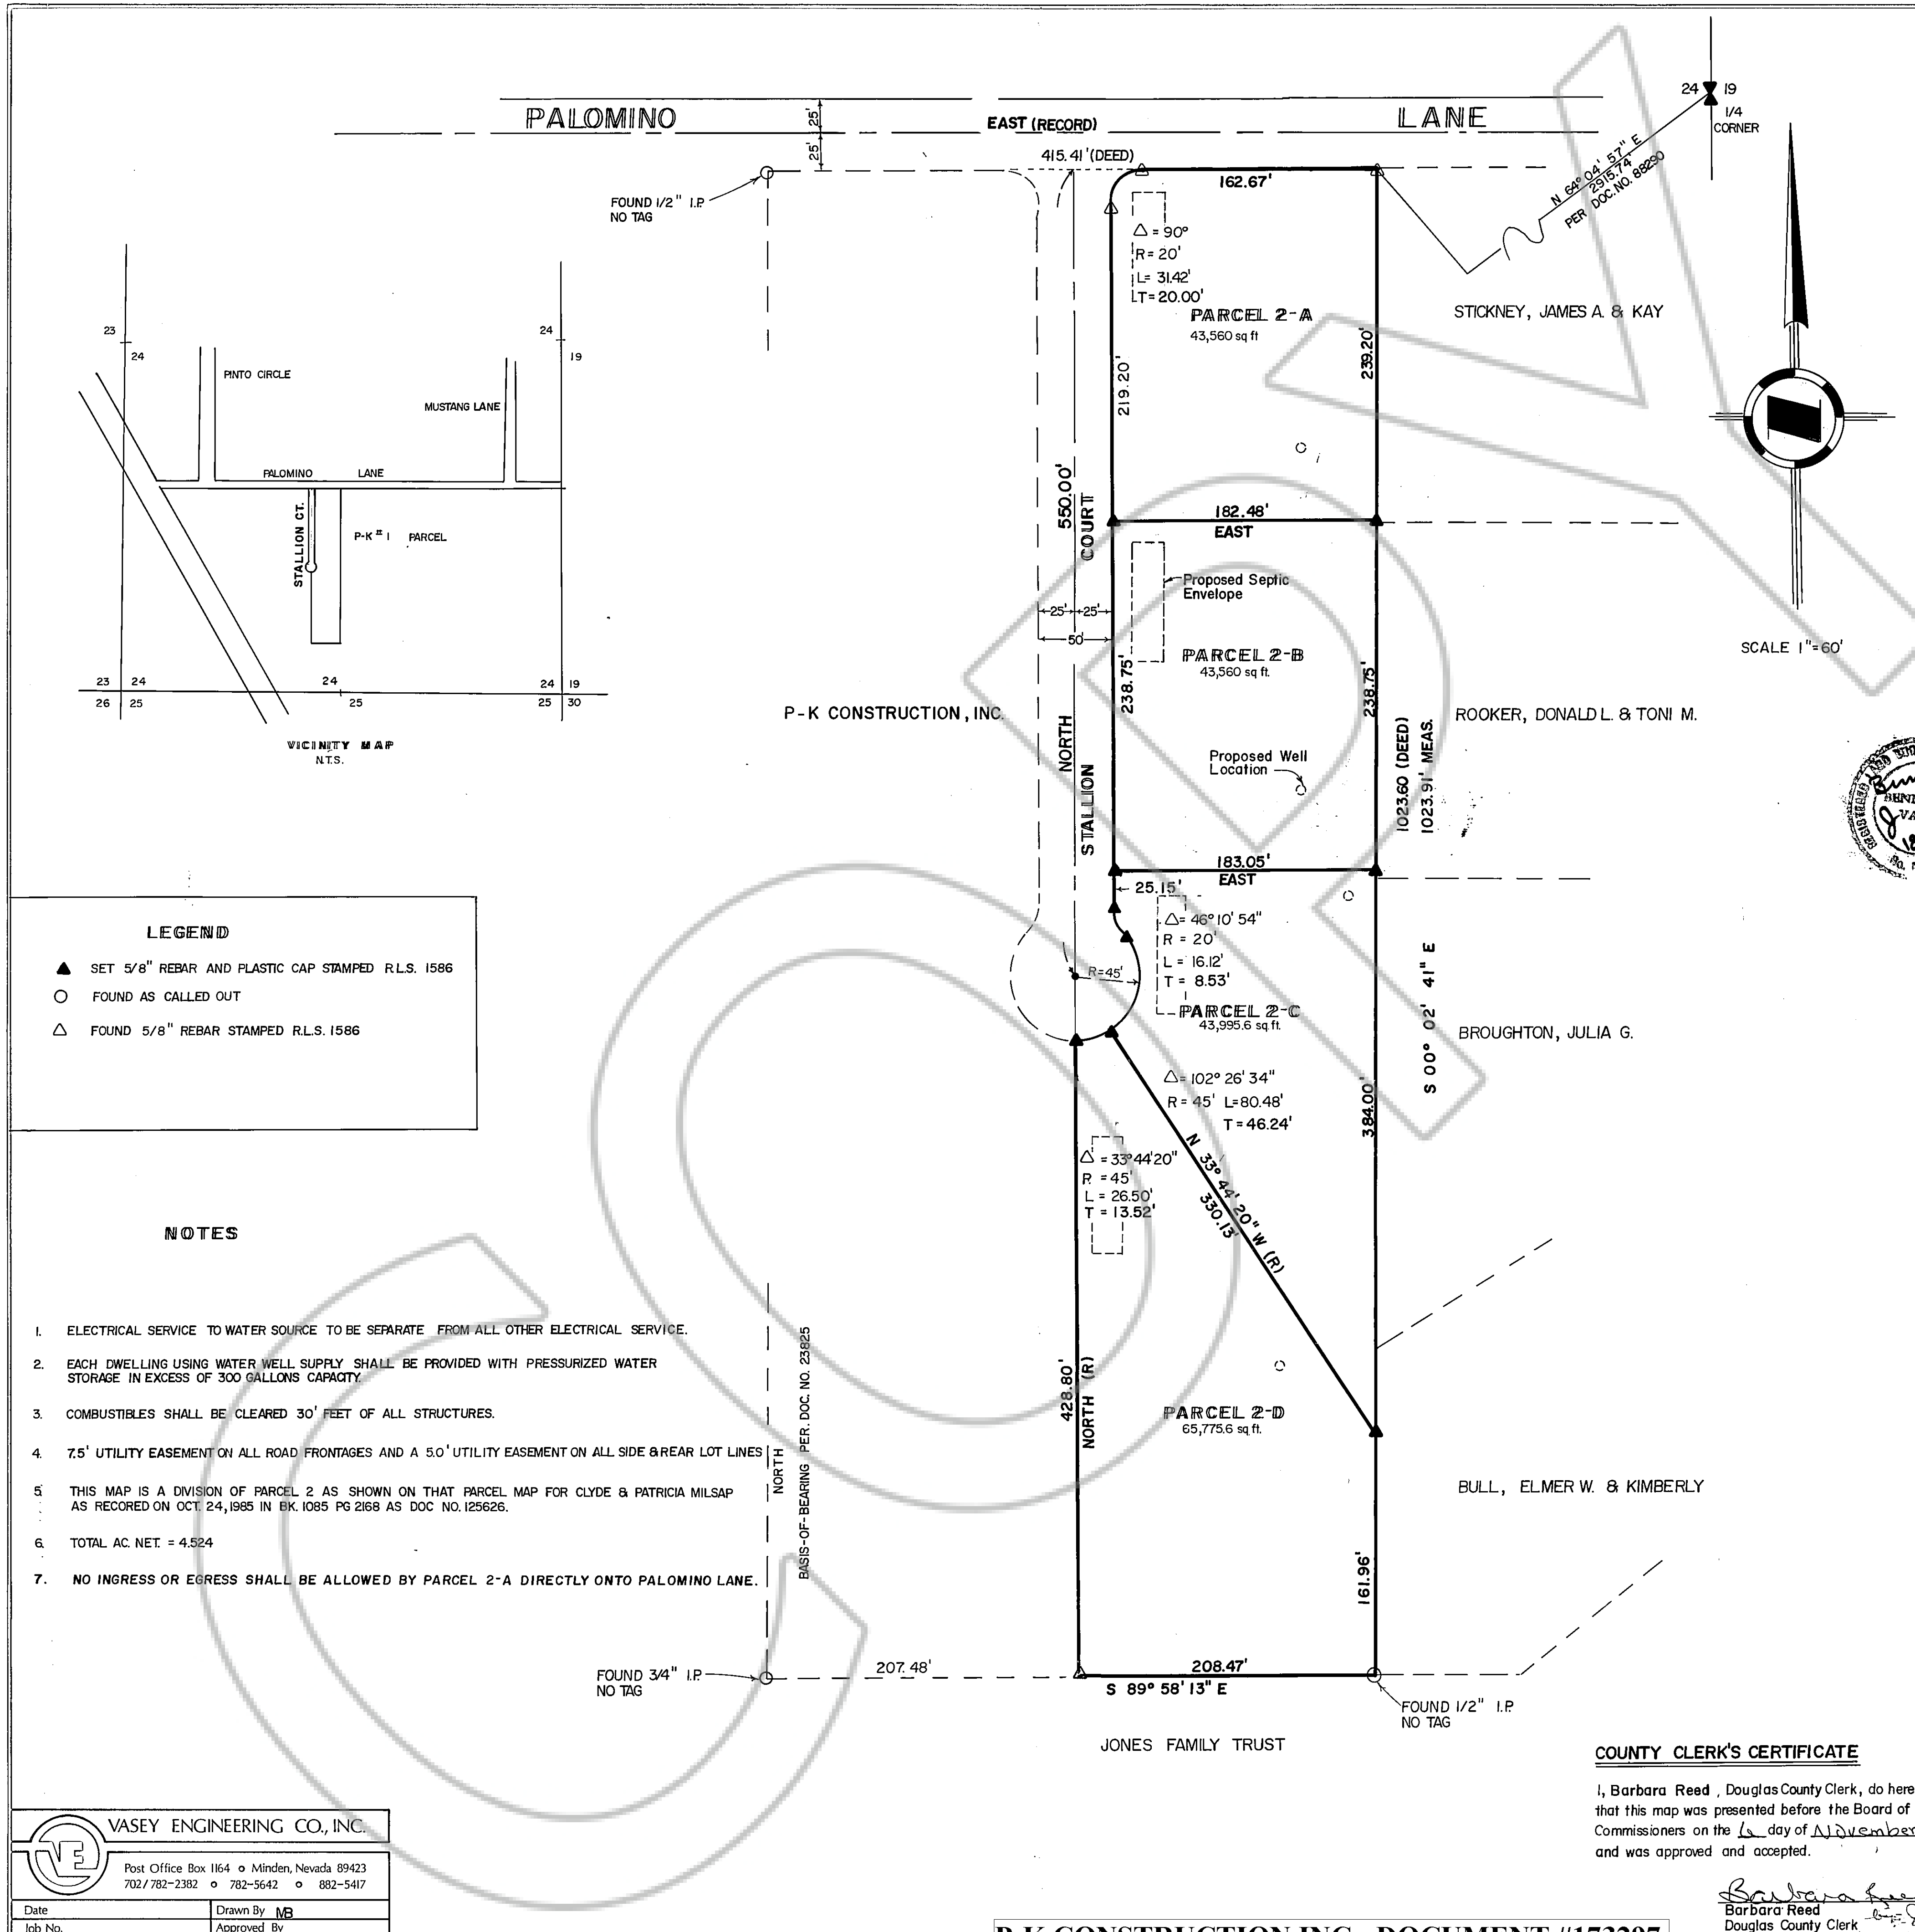 PALOMINO LANE
EAST (RECORD)
25'
25'
415.41'(DEED)
162.67'
24 19
1/4
CORNER
N 64° 04' 57" E
2915.74'
PER DOC. NO. 88290
FOUND 1/2" I.P.
NO TAG
△ = 90°
R = 20'
L= 31.42'
T= 20.00'
PARCEL 2-A
43,560 sq ft
239.20'
219.20'
STICKNEY, JAMES A. & KAY
23
24
24
19
PINTO CIRCLE
MUSTANG LANE
PALOMINO LANE
STALLION CT.
P-K # 1 PARCEL
23 24
26 25
24
25
24 19
25 30
VICINITY MAP
N.T.S.
550.00'
NORTH
STALLION COURT
182.48'
EAST
Proposed Septic
Envelope
25' 25'
50'
PARCEL 2-B
43,560 sq ft.
238.75'
238.75'
SCALE 1"=60'
P-K CONSTRUCTION, INC.
ROOKER, DONALD L. & TONI M.
Proposed Well
Location
1023.60 (DEED)
1023.91' MEAS.
183.05'
EAST
25.15'
△= 46° 10' 54"
R = 20'
L = 16.12'
T = 8.53'
R=45'
PARCEL 2-C
43,995.6 sq.ft.
S 00° 02' 41" E
BROUGHTON, JULIA G.
LEGEND
▲ SET 5/8" REBAR AND PLASTIC CAP STAMPED R.L.S. 1586
○ FOUND AS CALLED OUT
△ FOUND 5/8" REBAR STAMPED R.L.S. 1586
△= 102° 26' 34"
R = 45' L=80.48'
T = 46.24'
384.00'
△ = 33°44'20"
R = 45'
L = 26.50'
T = 13.52'
N 33° 44' 20" W (R)
330.13'
NOTES
1. ELECTRICAL SERVICE TO WATER SOURCE TO BE SEPARATE FROM ALL OTHER ELECTRICAL SERVICE.
2. EACH DWELLING USING WATER WELL SUPPLY SHALL BE PROVIDED WITH PRESSURIZED WATER
STORAGE IN EXCESS OF 300 GALLONS CAPACITY.
3. COMBUSTIBLES SHALL BE CLEARED 30' FEET OF ALL STRUCTURES.
4. 7.5' UTILITY EASEMENT ON ALL ROAD FRONTAGES AND A 5.0' UTILITY EASEMENT ON ALL SIDE & REAR LOT LINES
5. THIS MAP IS A DIVISION OF PARCEL 2 AS SHOWN ON THAT PARCEL MAP FOR CLYDE & PATRICIA MILSAP
AS RECORED ON OCT. 24, 1985 IN BK. 1085 PG 2168 AS DOC NO. 125626.
6. TOTAL AC. NET. = 4.524
7. NO INGRESS OR EGRESS SHALL BE ALLOWED BY PARCEL 2-A DIRECTLY ONTO PALOMINO LANE.
NORTH
BASIS-OF-BEARING PER. DOC. NO. 23825
428.80'
NORTH (R)
PARCEL 2-D
65,775.6 sq. ft.
BULL, ELMER W. & KIMBERLY
161.96'
FOUND 3/4" I.P.
NO TAG
207.48'
208.47'
S 89° 58' 13" E
FOUND 1/2" I.P.
NO TAG
JONES FAMILY TRUST
COUNTY CLERK'S CERTIFICATE
I, Barbara Reed , Douglas County Clerk, do here
that this map was presented before the Board of
Commissioners on the 6 day of November
and was approved and accepted.
Barbara Reed
Douglas County Clerk
VASEY ENGINEERING CO., INC.
VE
Post Office Box 1164 o Minden, Nevada 89423
702/782-2382 o 782-5642 o 882-5417
Date
Drawn By MB
Job No.
Approved By
P-K CONSTRUCTION INC - DOCUMENT #173297
COPY